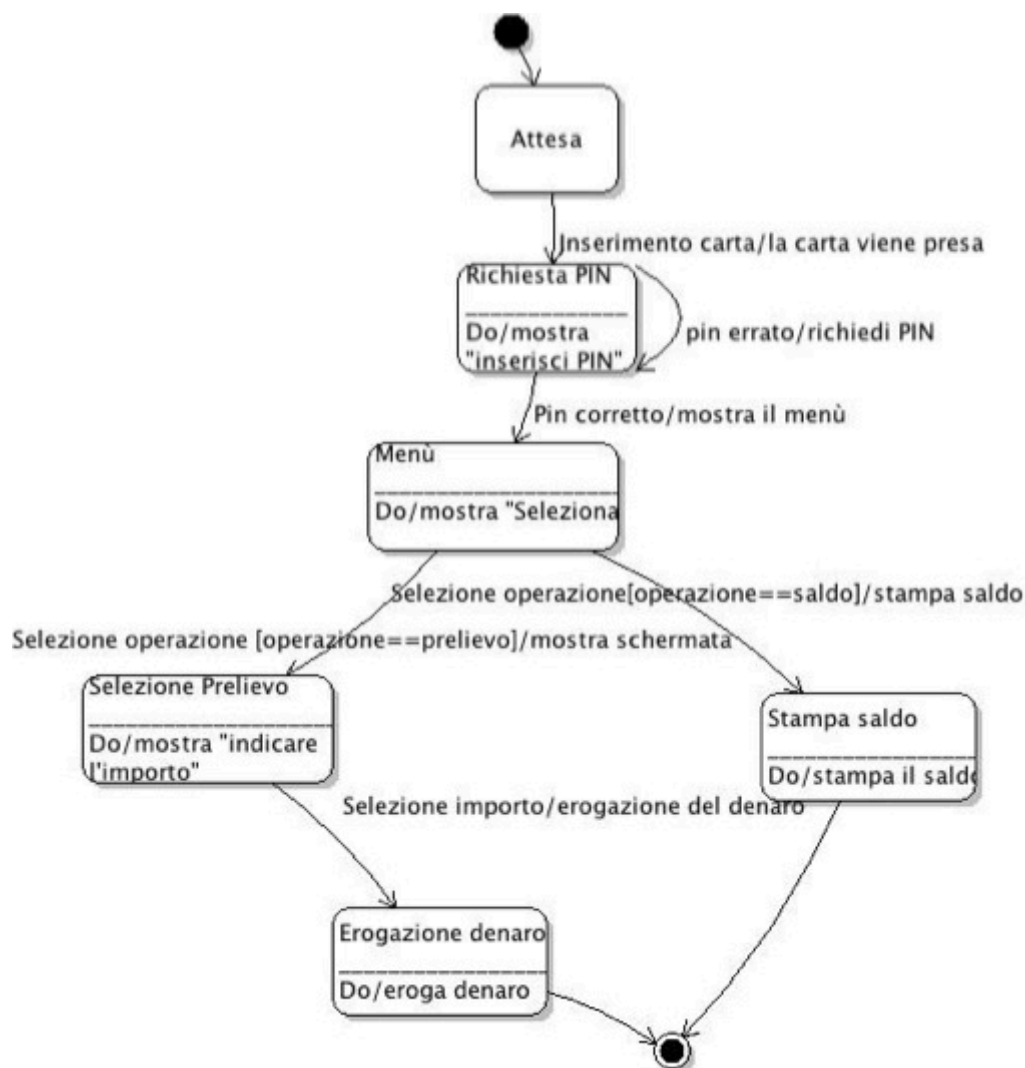 Attesa
Inserimento carta/la carta viene presa
Richiesta PIN
Do/mostra
"inserisci PIN"
pin errato/richiedi PIN
Pin corretto/mostra il menù
Menù
Do/mostra "Seleziona
Selezione operazione[operazione==saldo]/stampa saldo
Selezione operazione [operazione==prelievo]/mostra schermata
Selezione Prelievo
Do/mostra "indicare
l'importo"
Stampa saldo
Do/stampa il saldo
Selezione importo/erogazione del denaro
Erogazione denaro
Do/eroga denaro